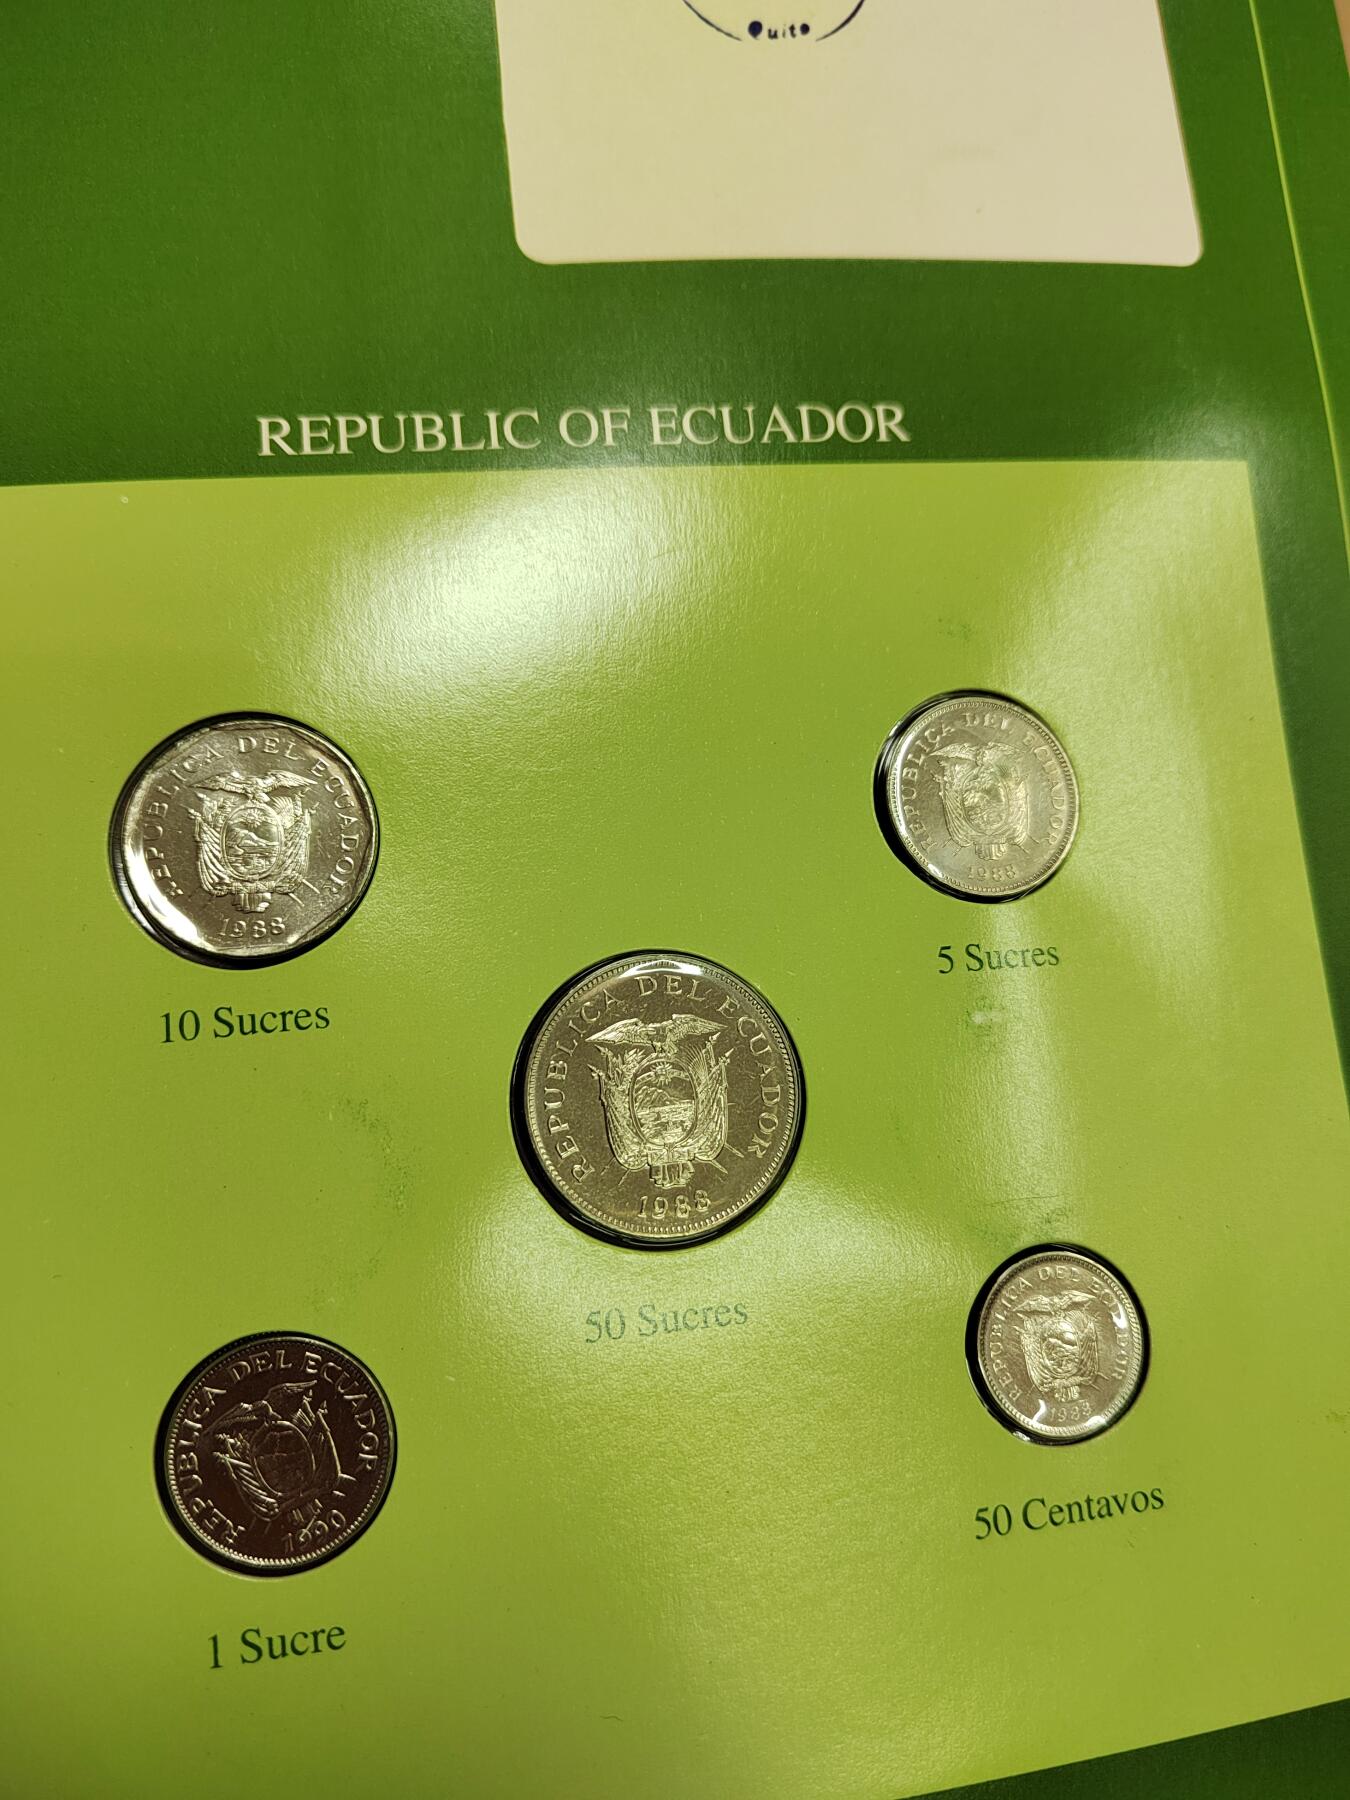 Quito
REPUBLIC OF ECUADOR
REPUBLICA DEL ECUADOR
1988
10 Sucres
REPUBLICA DEL ECUADOR
1988
5 Sucres
REPUBLICA DEL ECUADOR
1988
50 Sucres
REPUBLICA DEL ECUADOR
1990
1 Sucre
REPUBLICA DEL ECUADOR
1988
50 Centavos